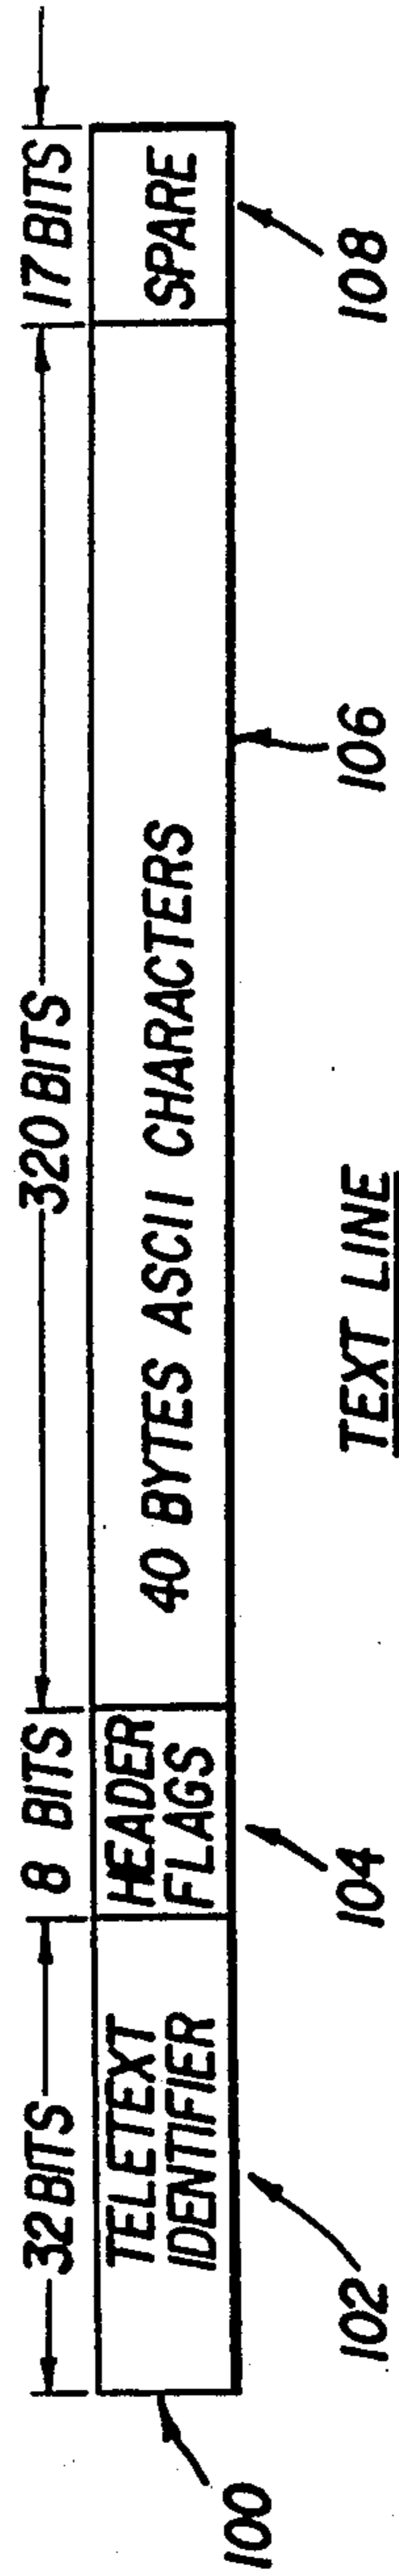 32 BITS 8 BITS 320 BITS 17 BITS
TELETEXT IDENTIFIER
HEADER FLAGS
40 BYTES ASCII CHARACTERS
SPARE
100 102 104 106 108
TEXT LINE